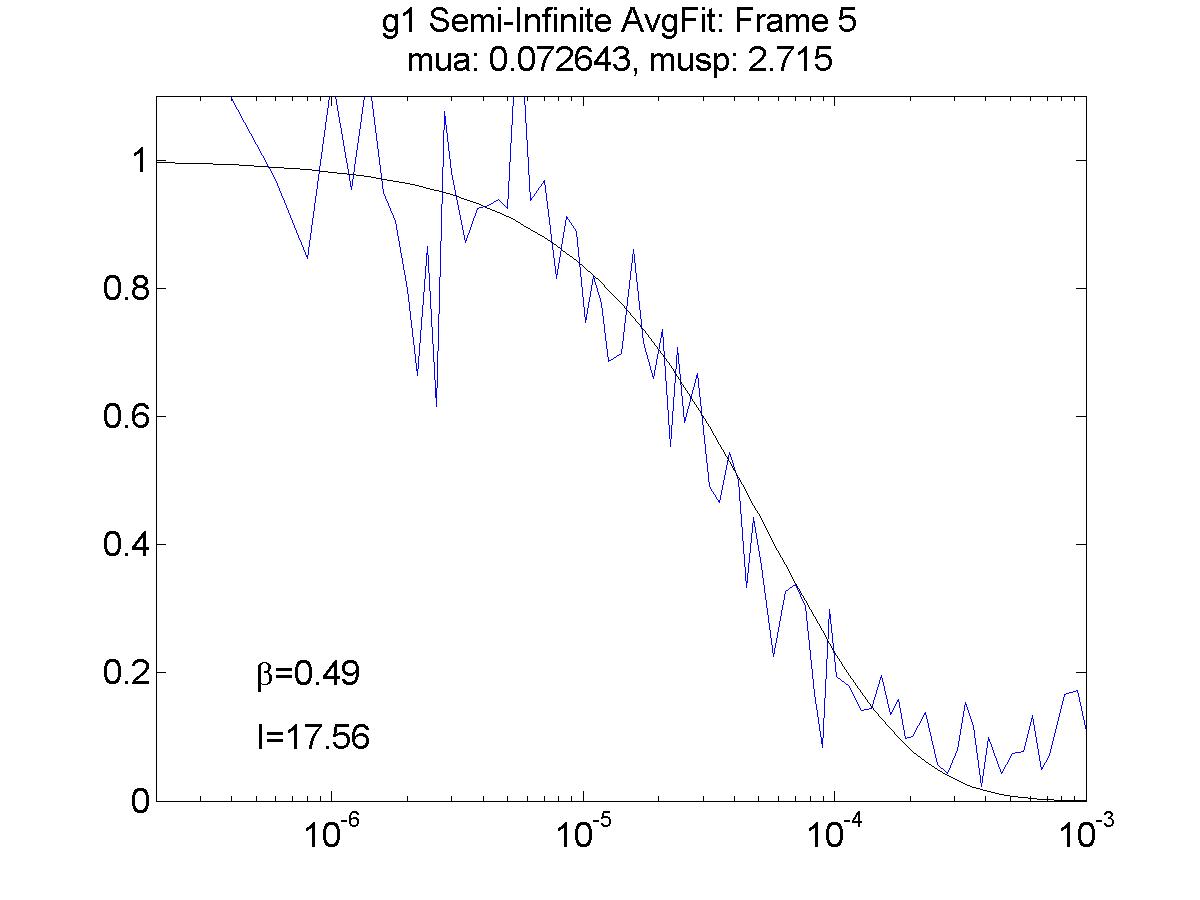 g1 Semi-Infinite AvgFit: Frame 5
mua: 0.072643, musp: 2.715
1
0.8
0.6
0.4
0.2
0
β=0.49
I=17.56
10^-6
10^-5
10^-4
10^-3